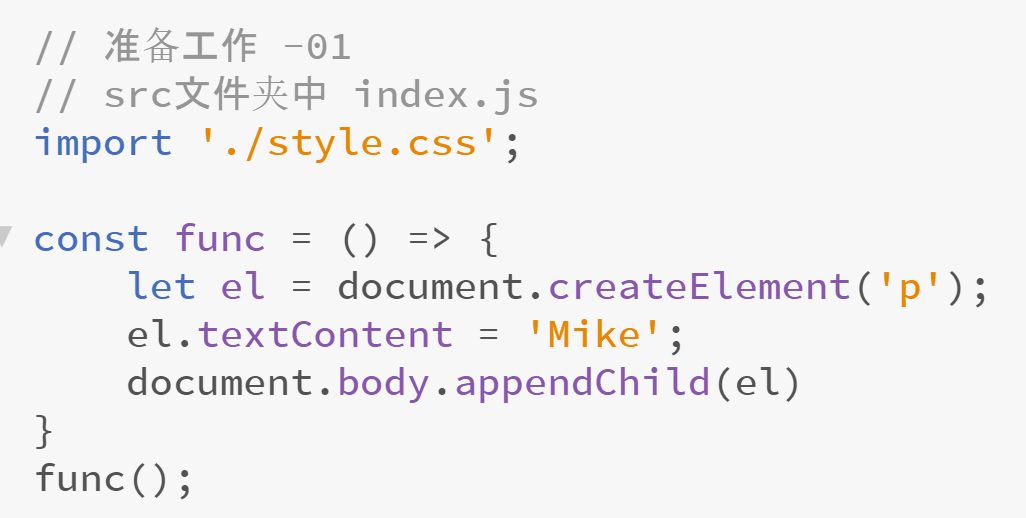 // 准备工作 -01
// src文件夹中 index.js
import './style.css';
const func = () => {
    let el = document.createElement('p');
    el.textContent = 'Mike';
    document.body.appendChild(el)
}
func();